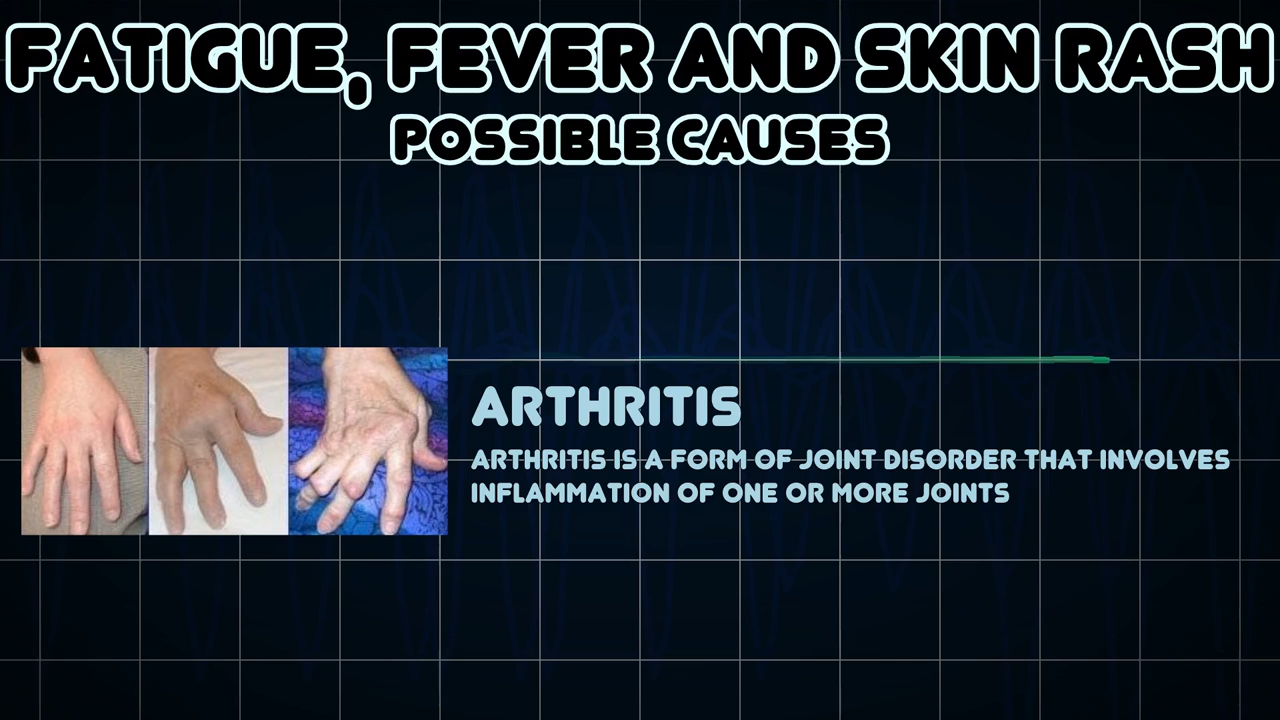 FATIGUE, FEVER AND SKIN RASH
POSSIBLE CAUSES
ARTHRITIS
ARTHRITIS IS A FORM OF JOINT DISORDER THAT INVOLVES
INFLAMMATION OF ONE OR MORE JOINTS